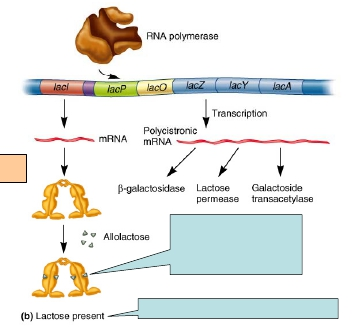 RNA polymerase
lacI
lacP
lacO
lacZ
lacY
lacA
Transcription
mRNA
Polycistronic
mRNA
β-galactosidase
Lactose
permease
Galactoside
transacetylase
Allolactose
(b) Lactose present